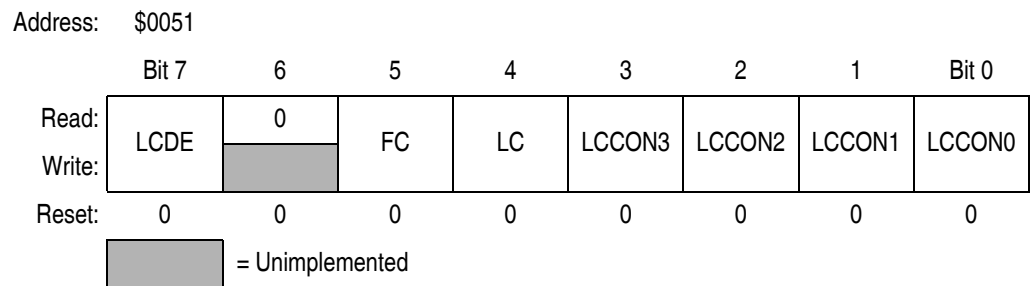 Address: $0051
Bit 7 6 5 4 3 2 1 Bit 0
Read: LCDE 0 FC LC LCCON3 LCCON2 LCCON1 LCCON0
Write:
Reset: 0 0 0 0 0 0 0 0
= Unimplemented